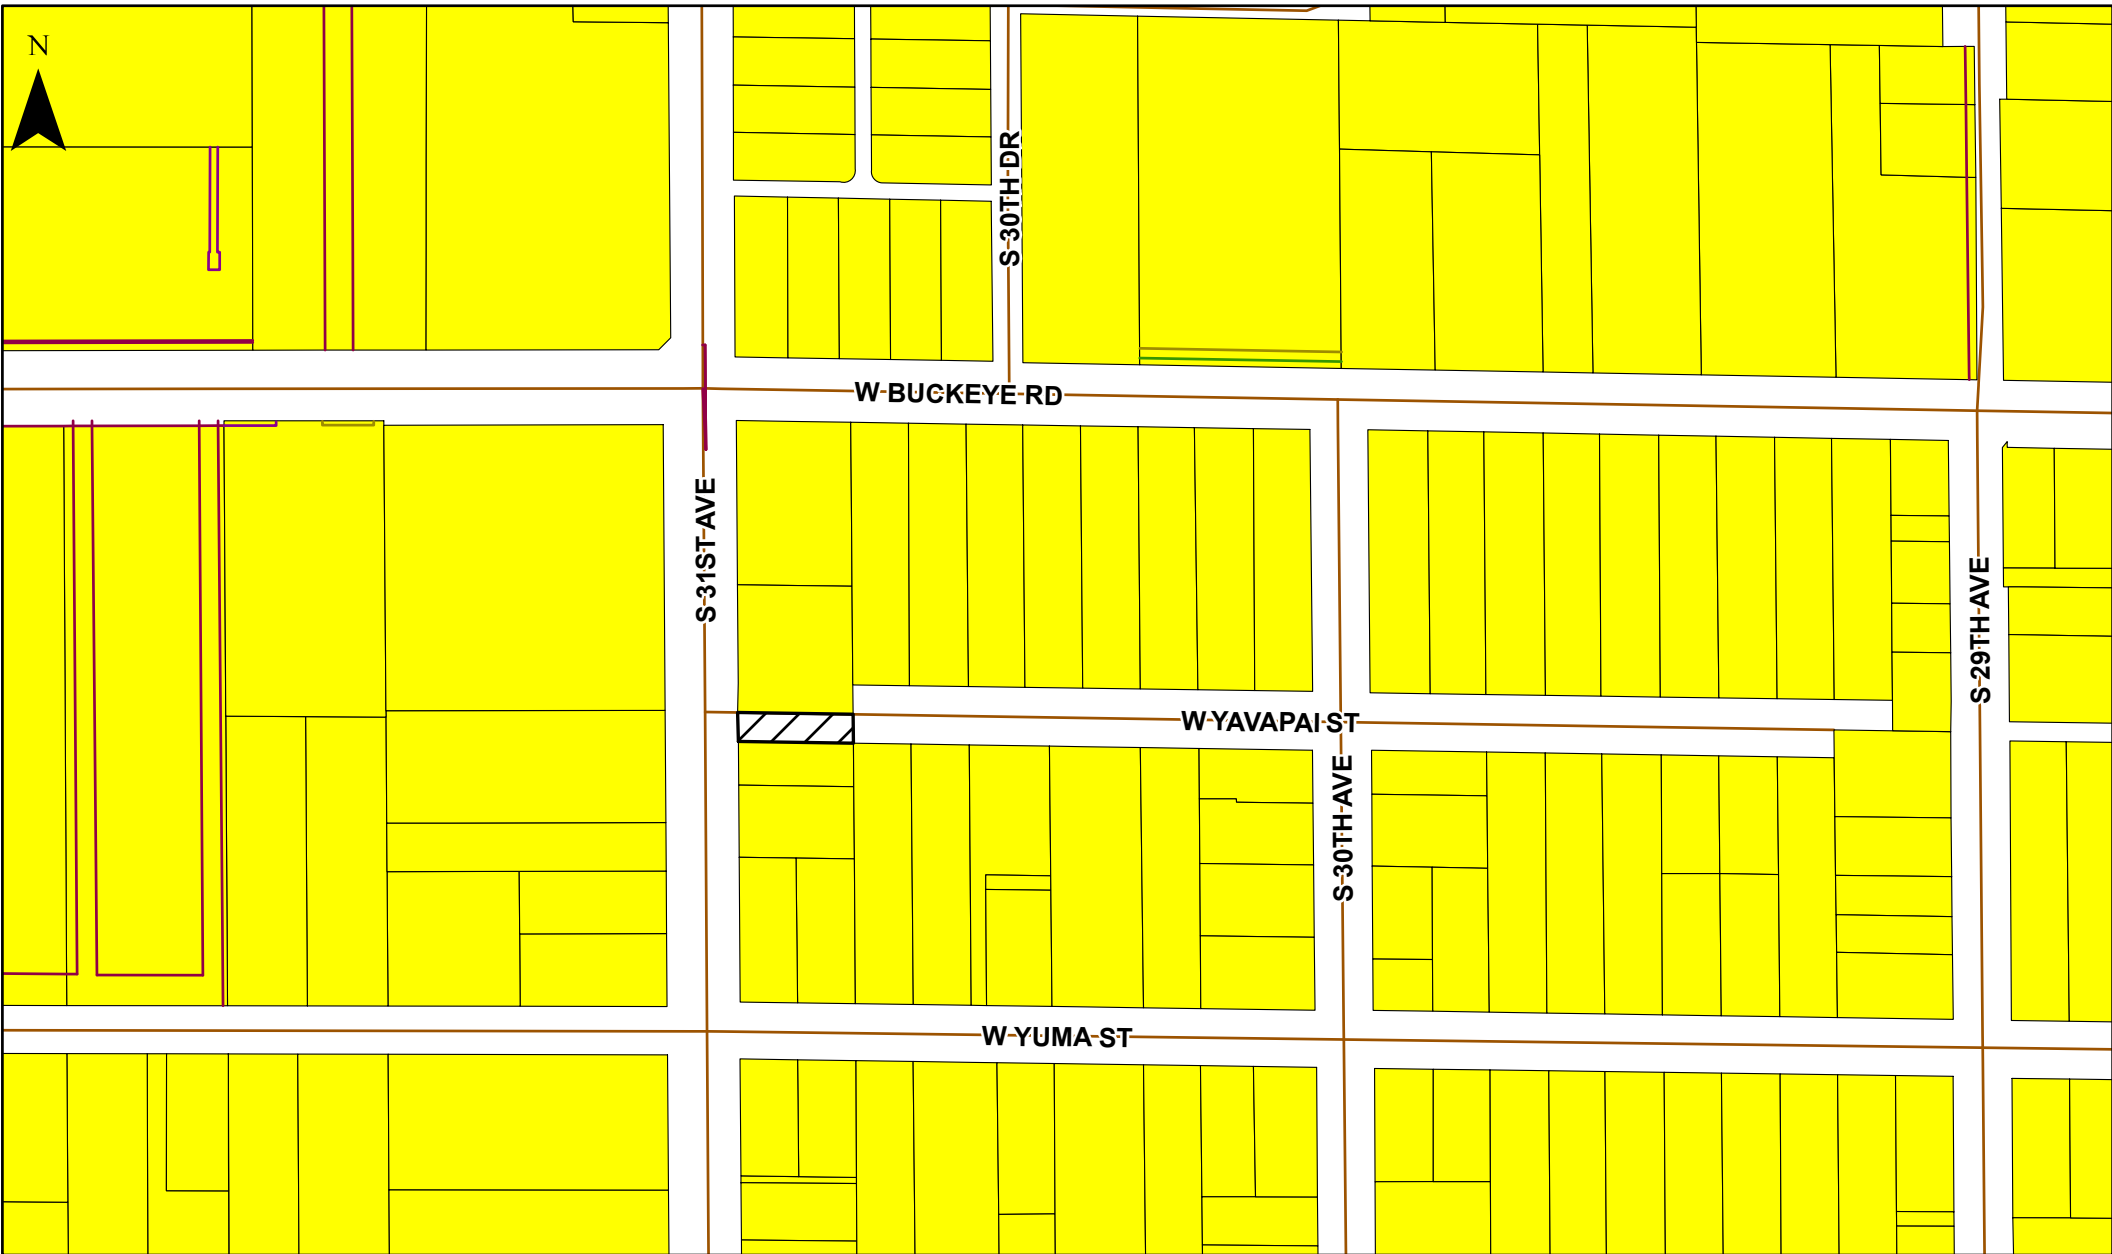 N
S 30TH DR
W BUCKEYE RD
S 31ST AVE
S 29TH AVE
W YAVAPAI ST
S 30TH AVE
W YUMA ST